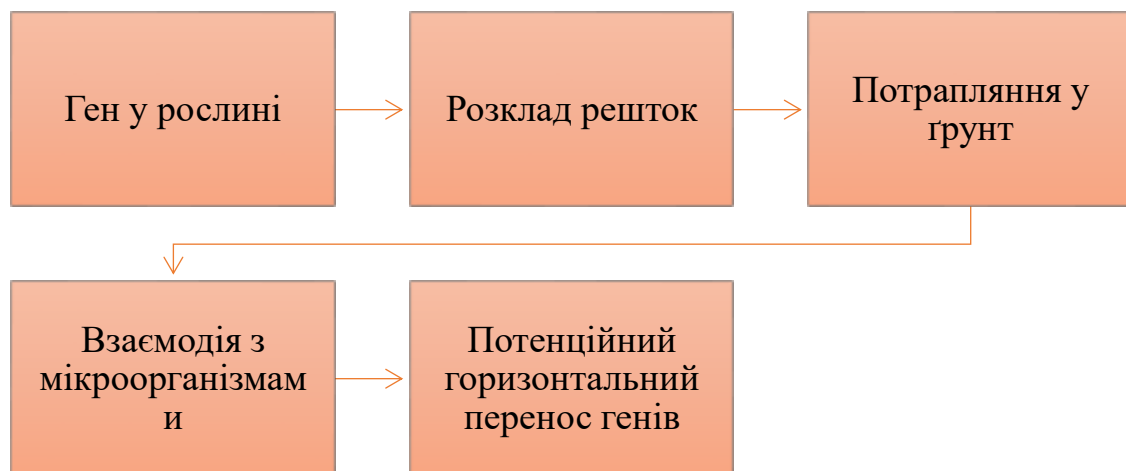 Ген у рослині
Розклад решток
Потрапляння у
ґрунт
Взаємодія з
мікроорганізмам
и
Потенційний
горизонтальний
перенос генів